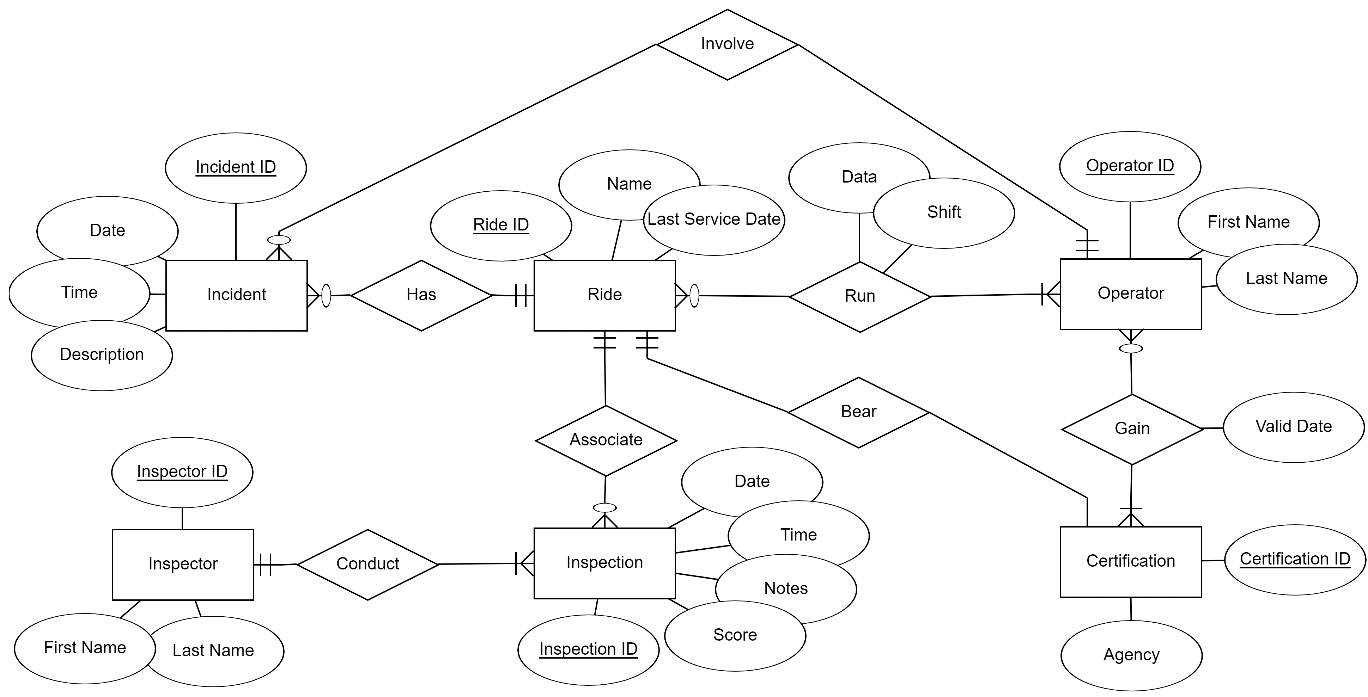 Involve
Incident ID
Operator ID
Name
Data
Last Service Date
Shift
First Name
Ride ID
Date
Last Name
Time
Incident
Has
Ride
Run
Operator
Description
Bear
Associate
Gain
Valid Date
Inspector ID
Date
Time
Inspector
Conduct
Inspection
Certification
Certification ID
Notes
First Name
Last Name
Inspection ID
Score
Agency